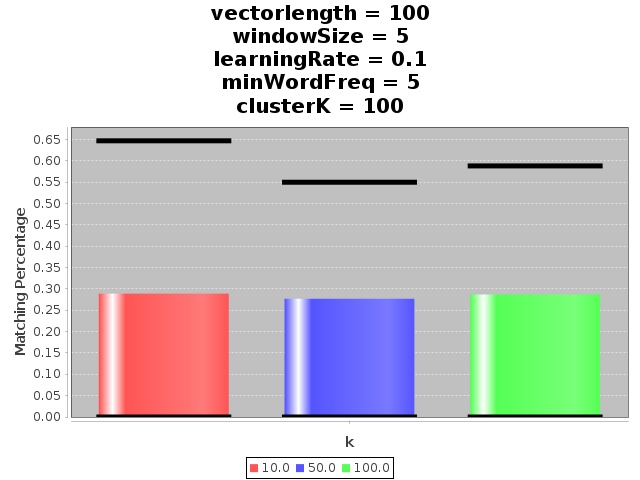 vectorlength = 100
windowSize = 5
learningRate = 0.1
minWordFreq = 5
clusterK = 100
0.65
0.60
0.55
0.50
0.45
0.40
0.35
0.30
0.25
0.20
0.15
0.10
0.05
0.00
Matching Percentage
k
10.0 50.0 100.0